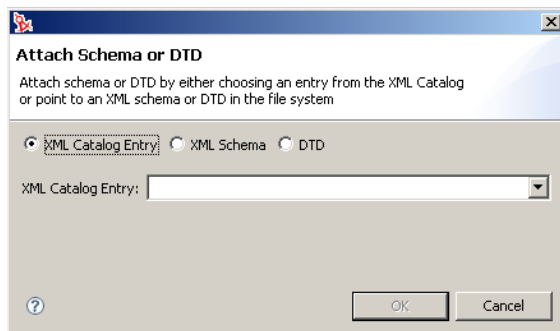 Attach Schema or DTD
Attach schema or DTD by either choosing an entry from the XML Catalog
or point to an XML schema or DTD in the file system
XML Catalog Entry XML Schema DTD
XML Catalog Entry:
? OK Cancel